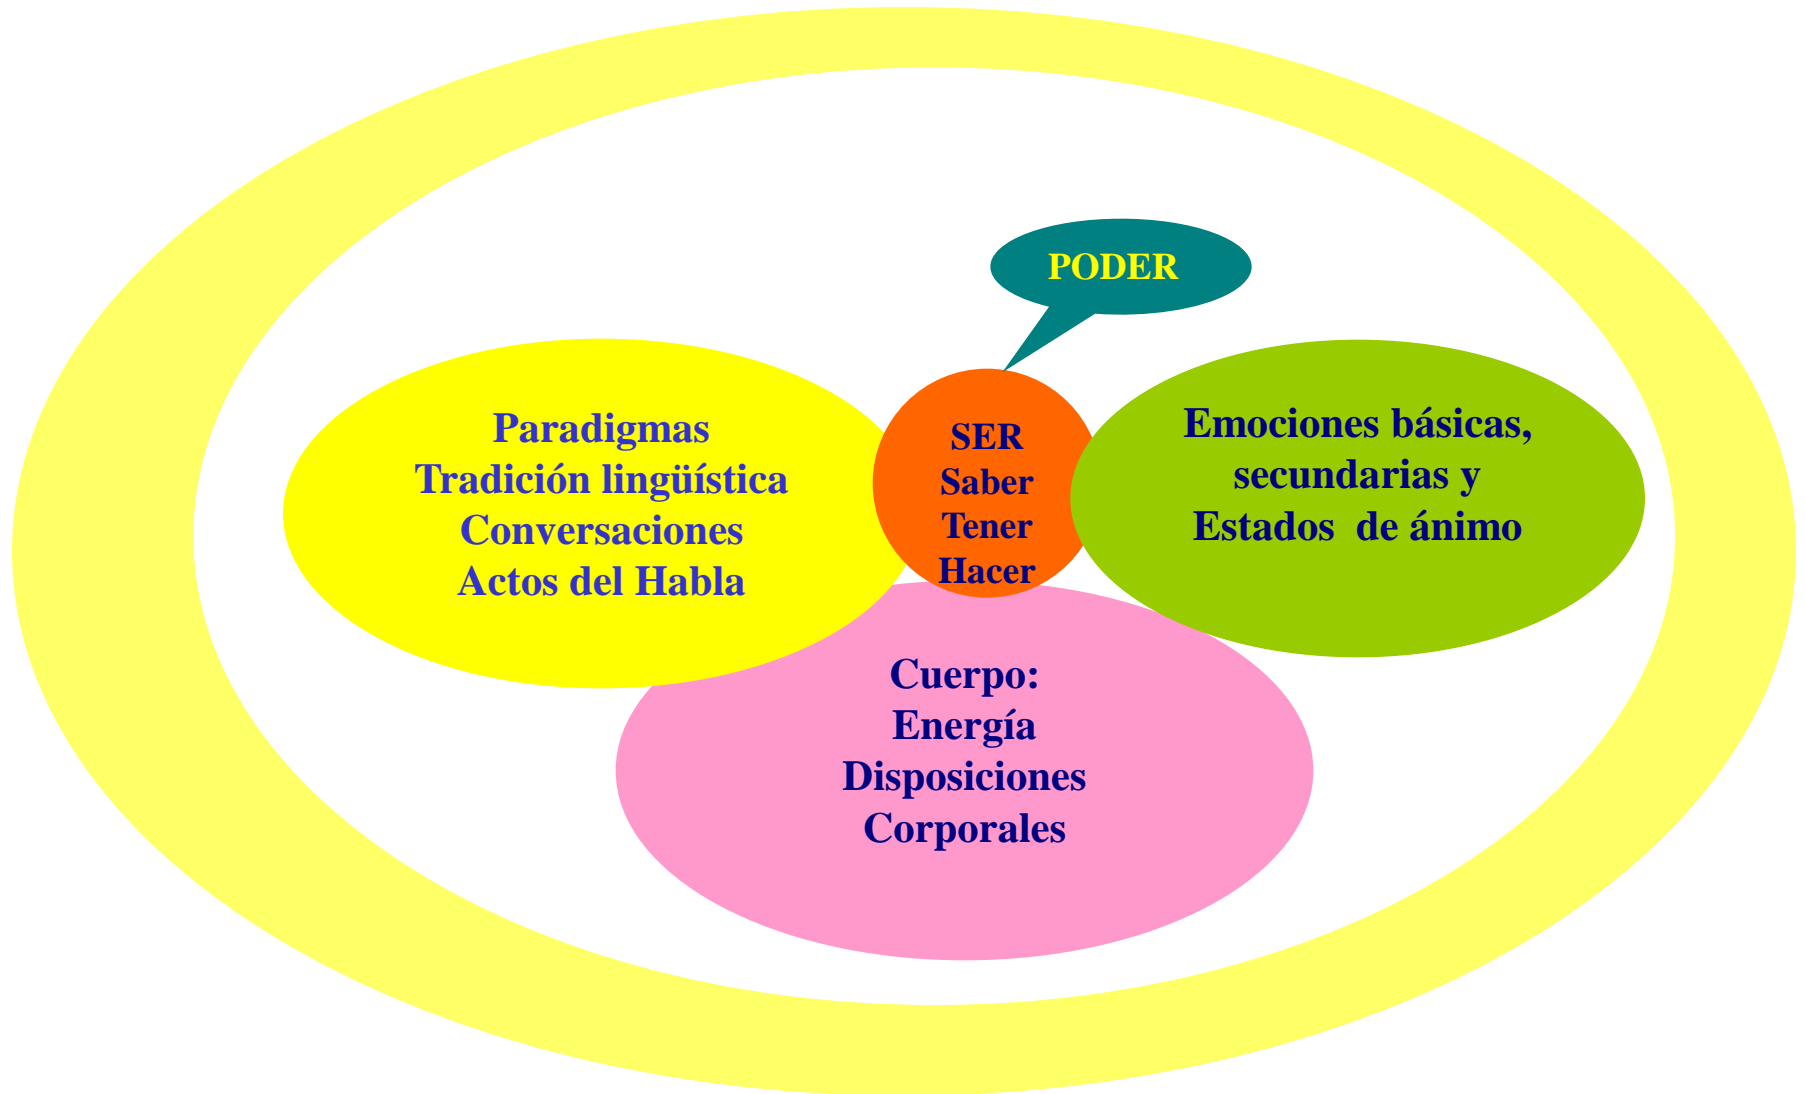 PODER
Paradigmas
Tradición lingüística
Conversaciones
Actos del Habla
SER
Saber
Tener
Hacer
Emociones básicas,
secundarias y
Estados  de ánimo
Cuerpo:
Energía
Disposiciones
Corporales